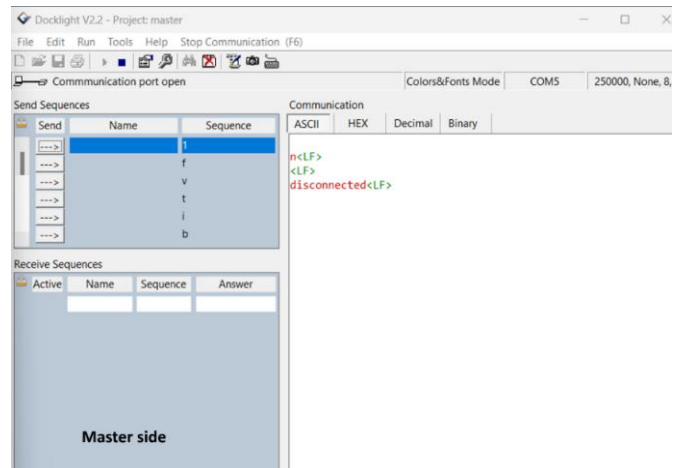 Docklight V2.2 - Project: master
File Edit Run Tools Help Stop Communication (F6)
Commmunication port open
Colors&Fonts Mode
COM5
250000, None, 8,
Send Sequences
Send Name Sequence
---> 1
---> f
---> v
---> t
---> i
---> b
Receive Sequences
Active Name Sequence Answer
Master side
Communication
ASCII HEX Decimal Binary
n<LF>
<LF>
disconnected<LF>